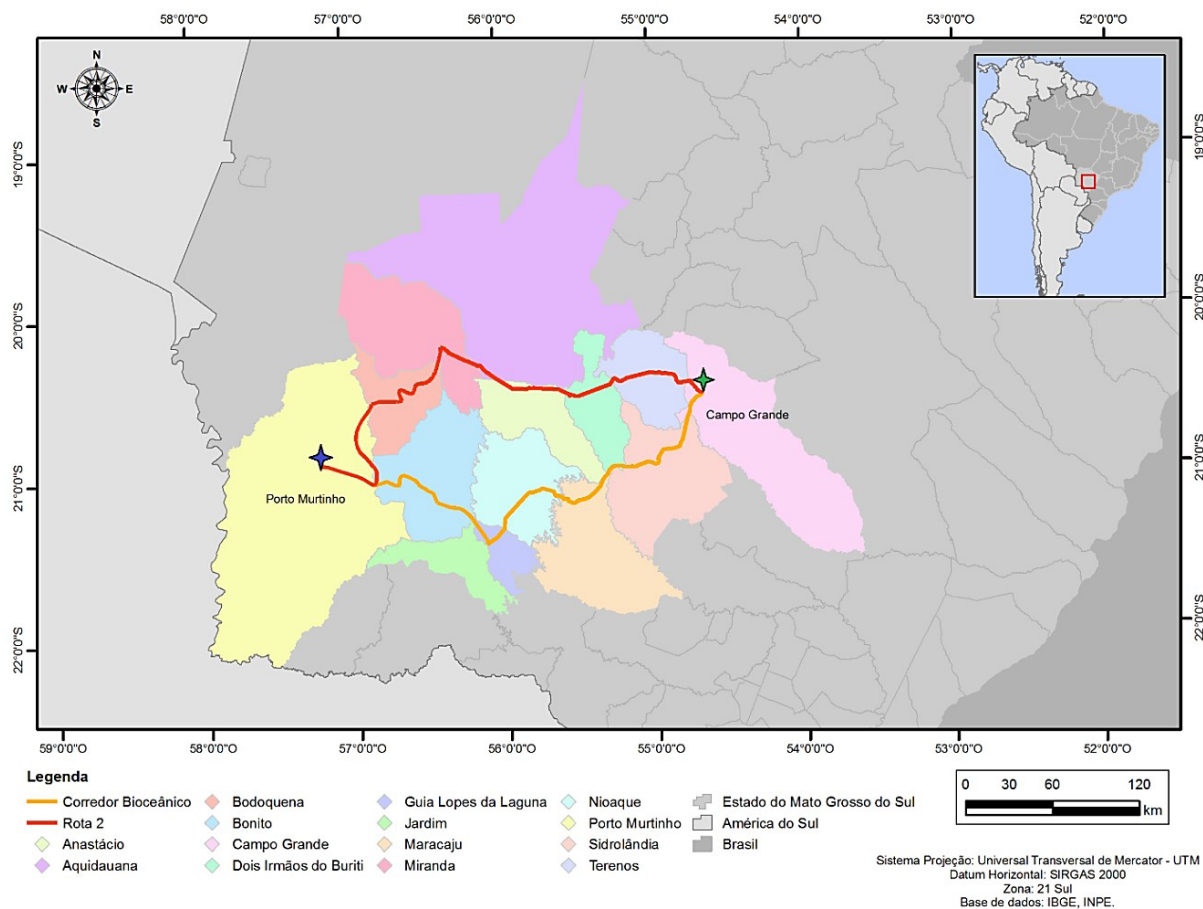 58°0'0"O 57°0'0"O 56°0'0"O 55°0'0"O 54°0'0"O 53°0'0"O 52°0'0"O
N
W E
S
19°0'0"S 19°0'0"S
20°0'0"S 20°0'0"S
Campo Grande
21°0'0"S 21°0'0"S
Porto Murtinho
22°0'0"S 22°0'0"S
59°0'0"O 58°0'0"O 57°0'0"O 56°0'0"O 55°0'0"O 54°0'0"O 53°0'0"O 52°0'0"O
Legenda
Corredor Bioceânico
Rota 2
Anastácio
Aquidauana
Bodoquena
Bonito
Campo Grande
Dois Irmãos do Buriti
Guia Lopes da Laguna
Jardim
Maracaju
Miranda
Nioaque
Porto Murtinho
Sidrolândia
Terenos
Estado do Mato Grosso do Sul
América do Sul
Brasil
0 30 60 120
km
Sistema Projeção: Universal Transversal de Mercator - UTM
Datum Horizontal: SIRGAS 2000
Zona: 21 Sul
Base de dados: IBGE, INPE.